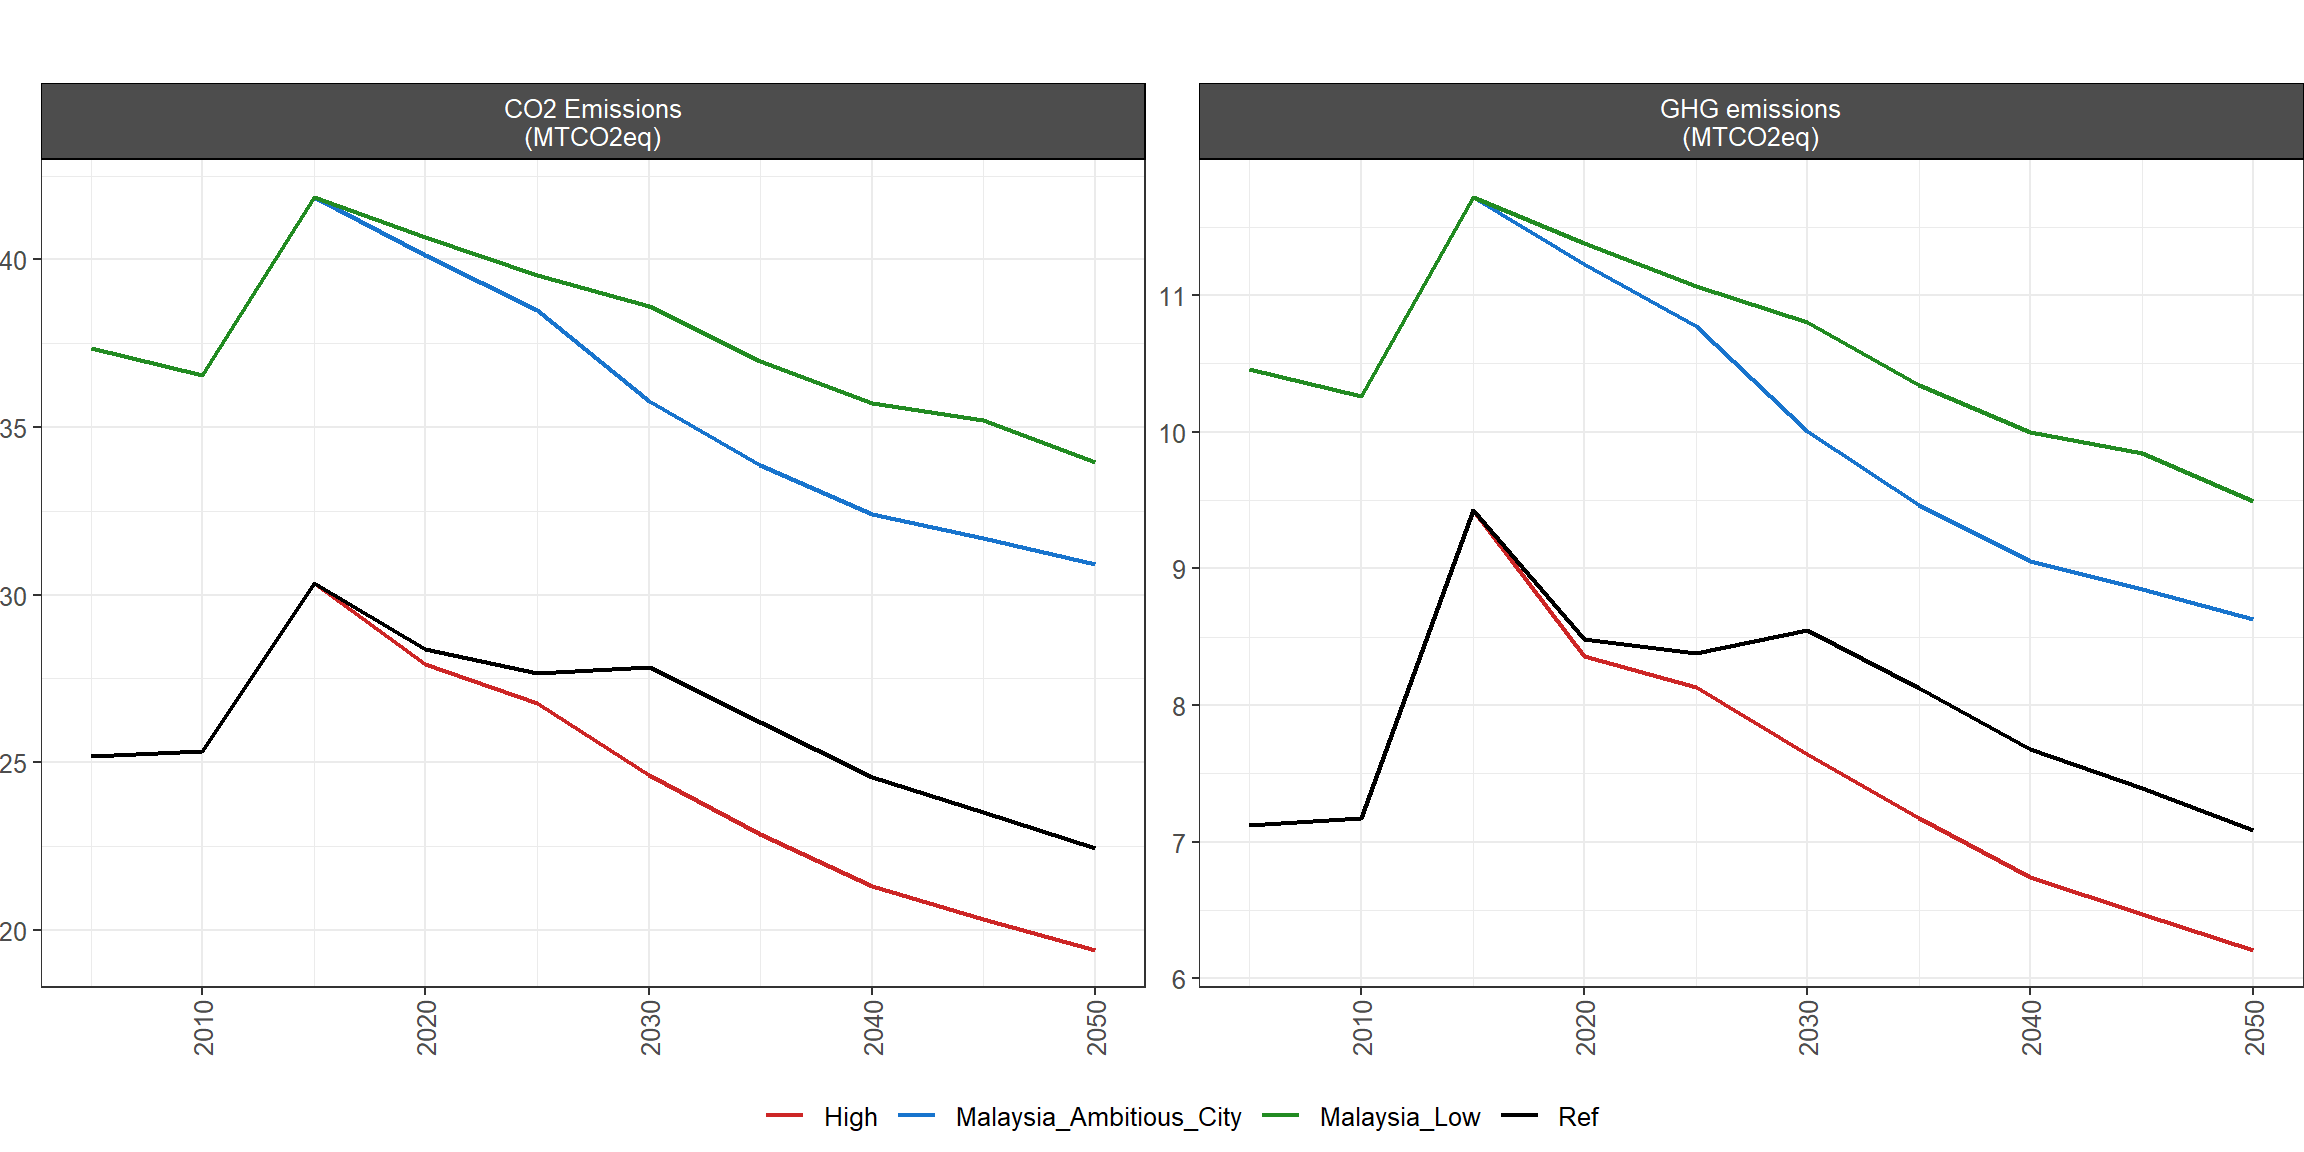 CO2 Emissions
(MTCO2eq)
GHG emissions
(MTCO2eq)
40
35
30
25
20
11
10
9
8
7
6
2010
2020
2030
2040
2050
2010
2020
2030
2040
2050
High
Malaysia_Ambitious_City
Malaysia_Low
Ref